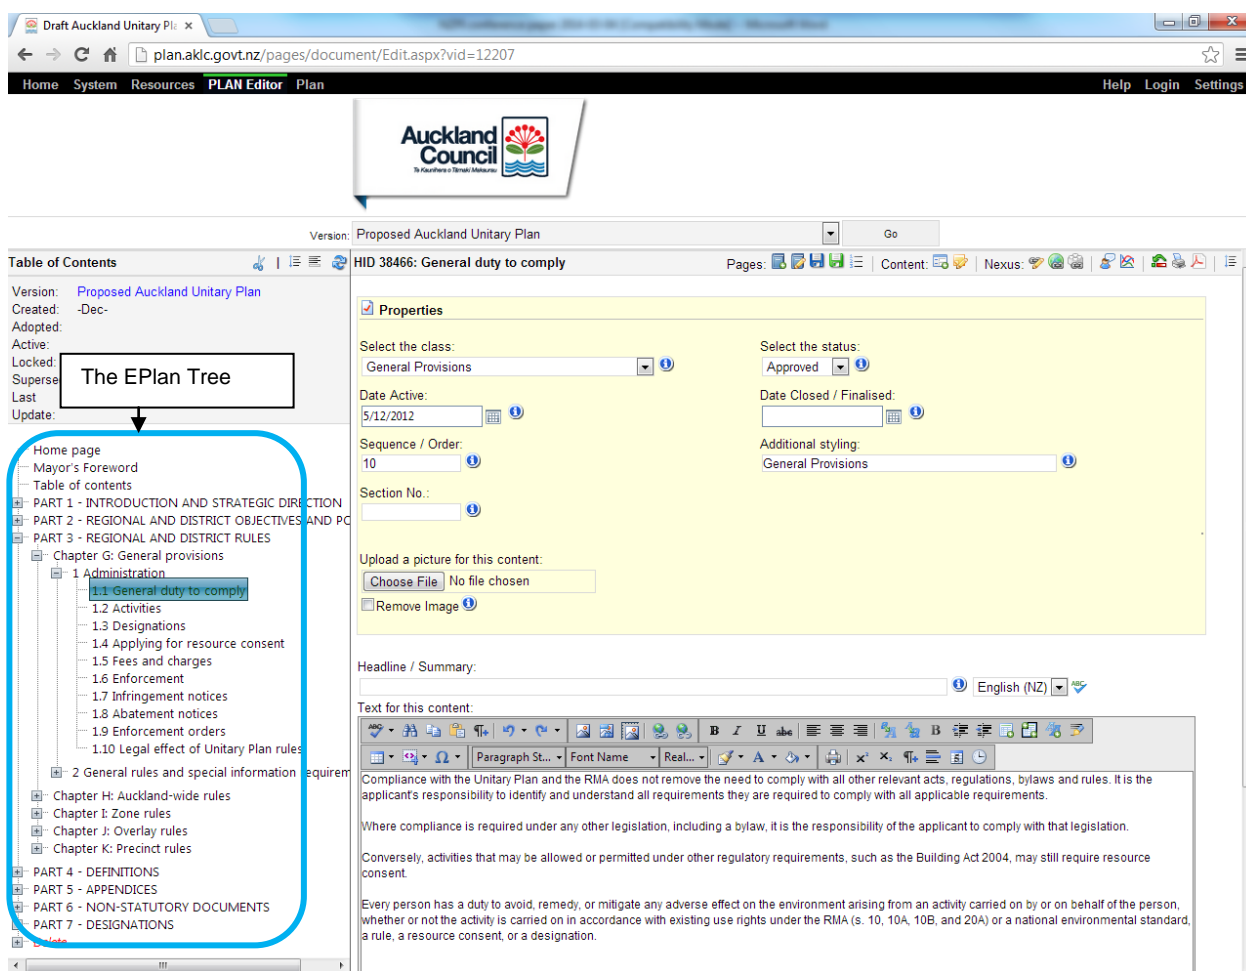 Draft Auckland Unitary Pla
plan.aklc.govt.nz/pages/document/Edit.aspx?vid=12207
Home System Resources PLAN Editor Plan Help Login Settings
Auckland
Council
Te Kaunihera o Tāmaki Makaurau
Version: Proposed Auckland Unitary Plan Go
Table of Contents
HID 38466: General duty to comply Pages: Content: Nexus:
Version: Proposed Auckland Unitary Plan
Created: -Dec-
Adopted:
Active:
Locked:
Superse
Last
Update:
The EPlan Tree
Home page
Mayor's Foreword
Table of contents
PART 1 - INTRODUCTION AND STRATEGIC DIRECTION
PART 2 - REGIONAL AND DISTRICT OBJECTIVES AND PO
PART 3 - REGIONAL AND DISTRICT RULES
Chapter G: General provisions
1 Administration
1.1 General duty to comply
1.2 Activities
1.3 Designations
1.4 Applying for resource consent
1.5 Fees and charges
1.6 Enforcement
1.7 Infringement notices
1.8 Abatement notices
1.9 Enforcement orders
1.10 Legal effect of Unitary Plan rules
2 General rules and special information requirem
Chapter H: Auckland-wide rules
Chapter I: Zone rules
Chapter J: Overlay rules
Chapter K: Precinct rules
PART 4 - DEFINITIONS
PART 5 - APPENDICES
PART 6 - NON-STATUTORY DOCUMENTS
PART 7 - DESIGNATIONS
Delete
Properties
Select the class: Select the status:
General Provisions Approved
Date Active: Date Closed / Finalised:
5/12/2012
Sequence / Order: Additional styling:
10 General Provisions
Section No.:
Upload a picture for this content:
Choose File No file chosen
Remove Image
Headline / Summary:
English (NZ)
Text for this content:
B I U abc B
Paragraph St... Font Name Real...
Compliance with the Unitary Plan and the RMA does not remove the need to comply with all other relevant acts, regulations, bylaws and rules. It is the
applicant's responsibility to identify and understand all requirements they are required to comply with all applicable requirements.
Where compliance is required under any other legislation, including a bylaw, it is the responsibility of the applicant to comply with that legislation.
Conversely, activities that may be allowed or permitted under other regulatory requirements, such as the Building Act 2004, may still require resource
consent.
Every person has a duty to avoid, remedy, or mitigate any adverse effect on the environment arising from an activity carried on by or on behalf of the person,
whether or not the activity is carried on in accordance with existing use rights under the RMA (s. 10, 10A, 10B, and 20A) or a national environmental standard,
a rule, a resource consent, or a designation.